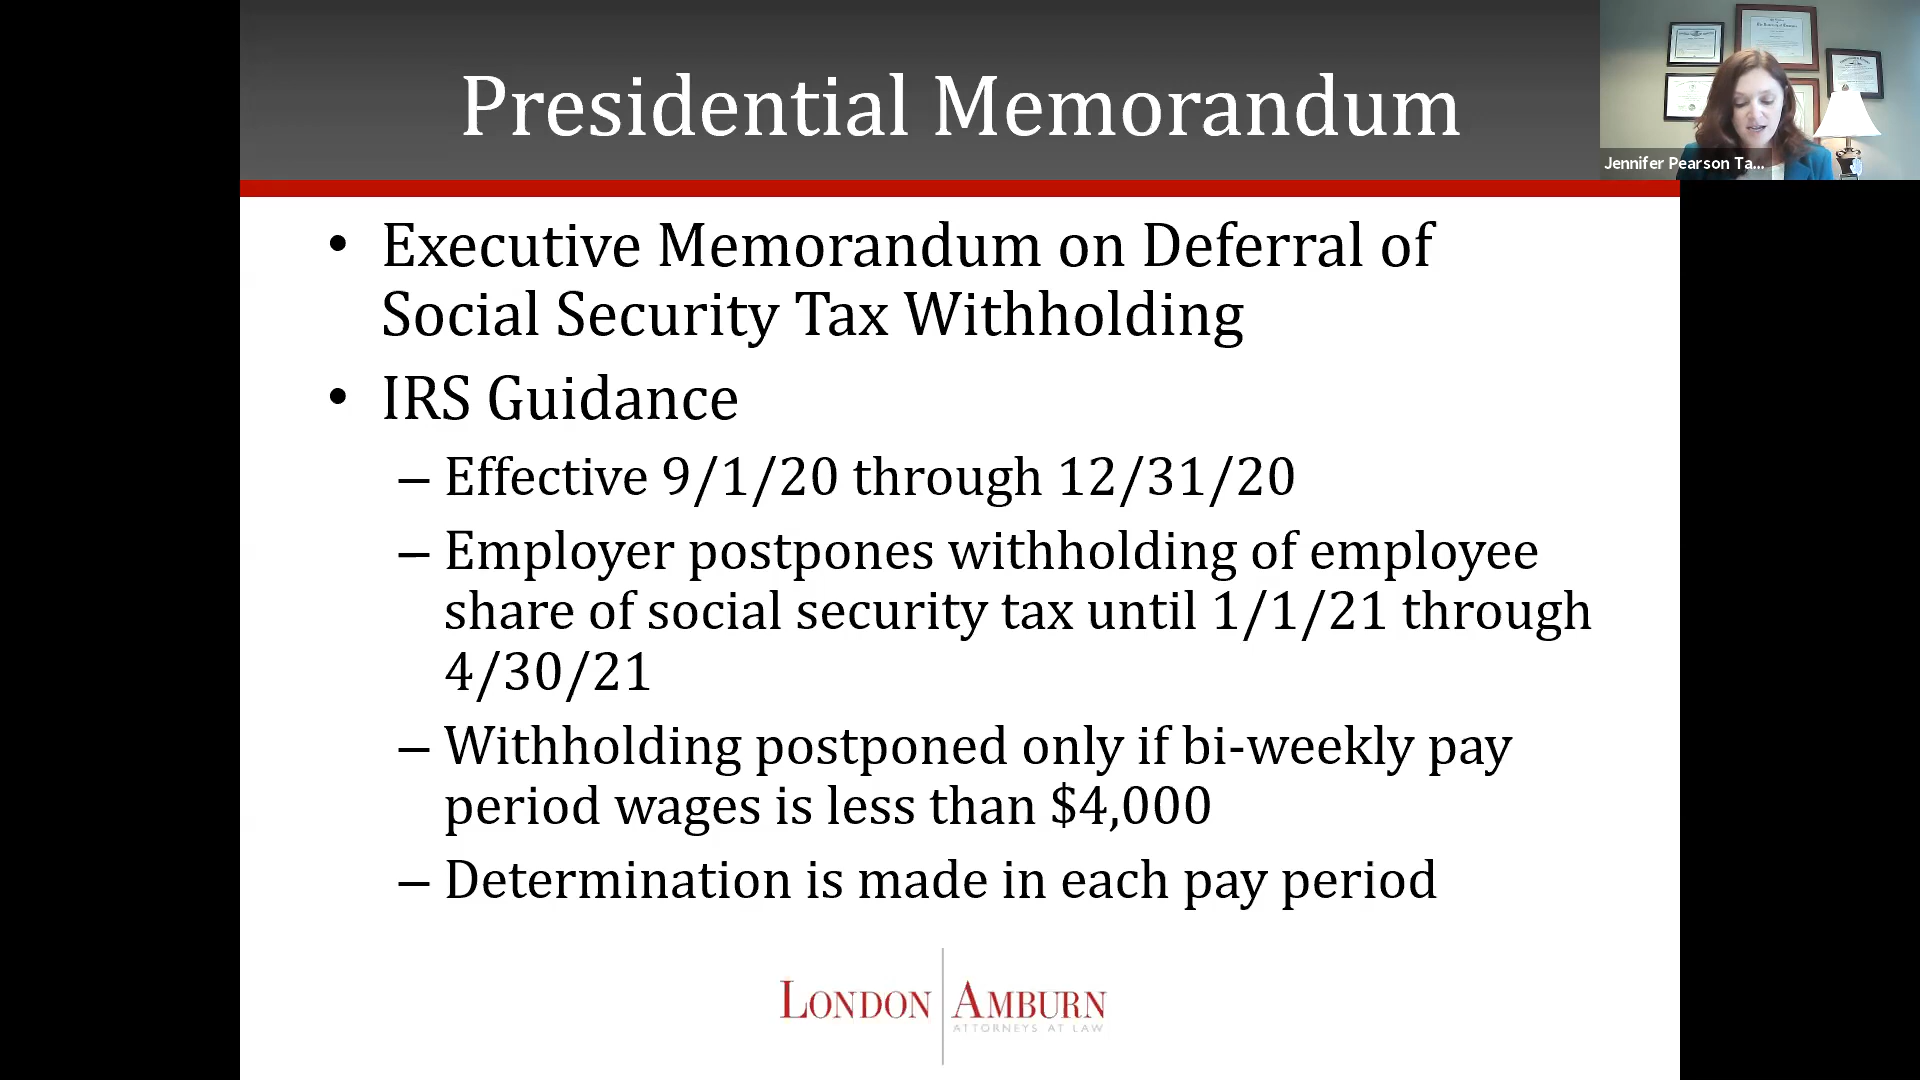 Presidential Memorandum
Jennifer Pearson Ta...
• Executive Memorandum on Deferral of
Social Security Tax Withholding
• IRS Guidance
– Effective 9/1/20 through 12/31/20
– Employer postpones withholding of employee
share of social security tax until 1/1/21 through
4/30/21
– Withholding postponed only if bi-weekly pay
period wages is less than $4,000
– Determination is made in each pay period
LONDON AMBURN
ATTORNEYS AT LAW